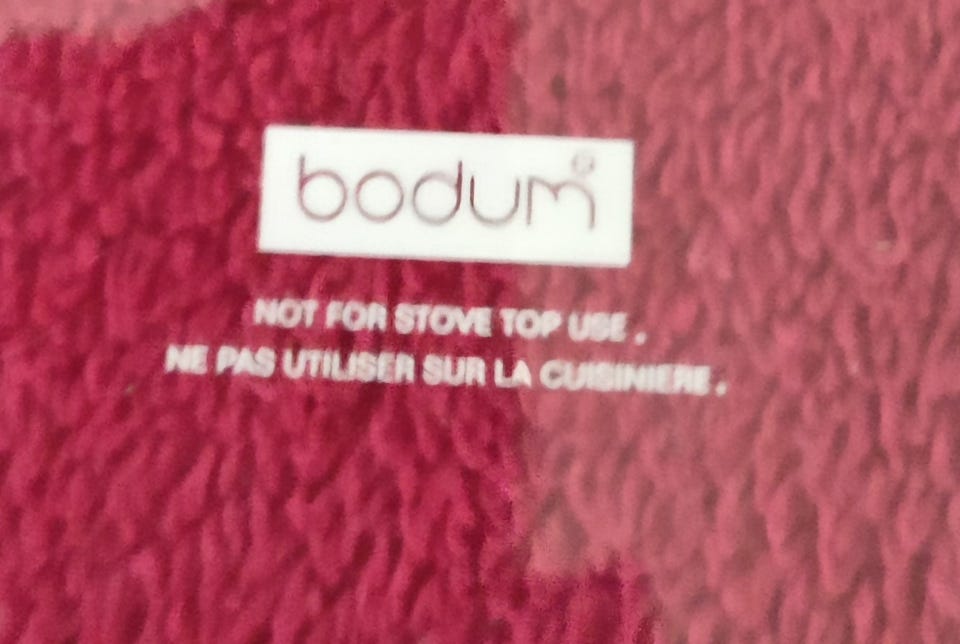 bodum®
NOT FOR STOVE TOP USE.
NE PAS UTILISER SUR LA CUISINIERE.